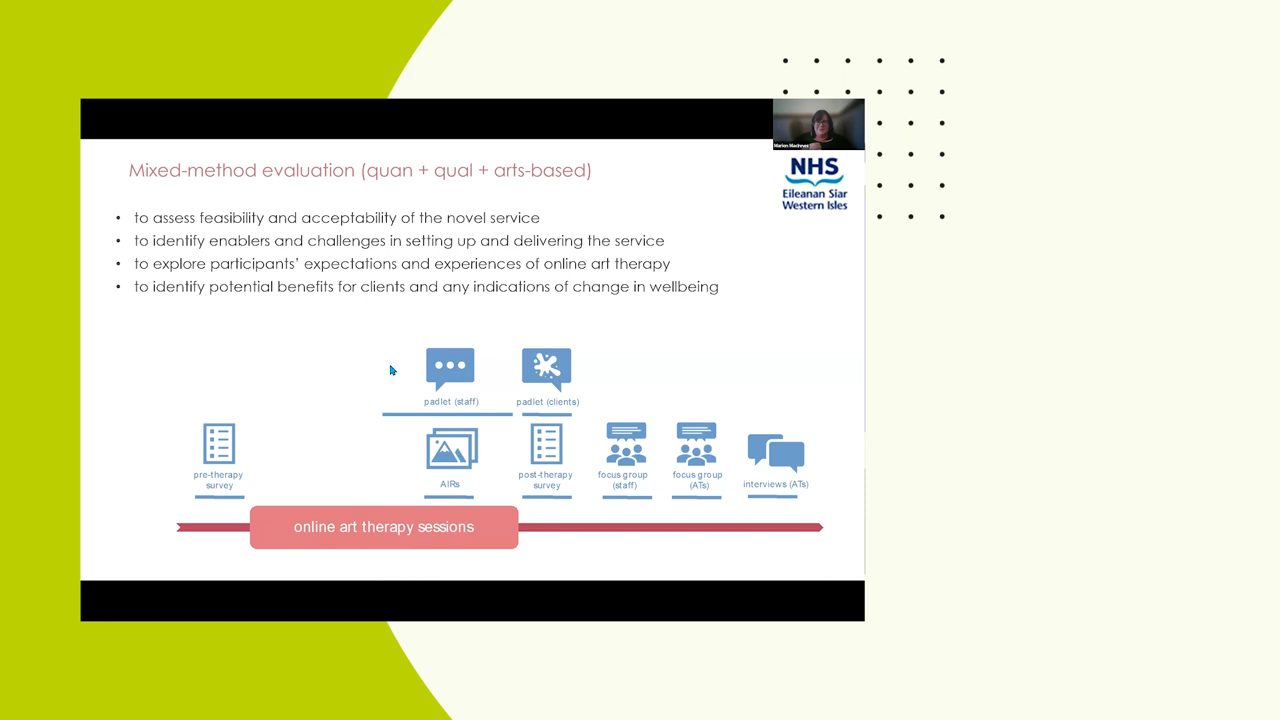 Marion MacInnes
NHS
Eileanan Siar
Western Isles
Mixed-method evaluation (quan + qual + arts-based)
• to assess feasibility and acceptability of the novel service
• to identify enablers and challenges in setting up and delivering the service
• to explore participants’ expectations and experiences of online art therapy
• to identify potential benefits for clients and any indications of change in wellbeing
padlet (staff)
padlet (clients)
pre-therapy
survey
AIRs
post-therapy
survey
focus group
(staff)
focus group
(ATs)
interviews (ATs)
online art therapy sessions